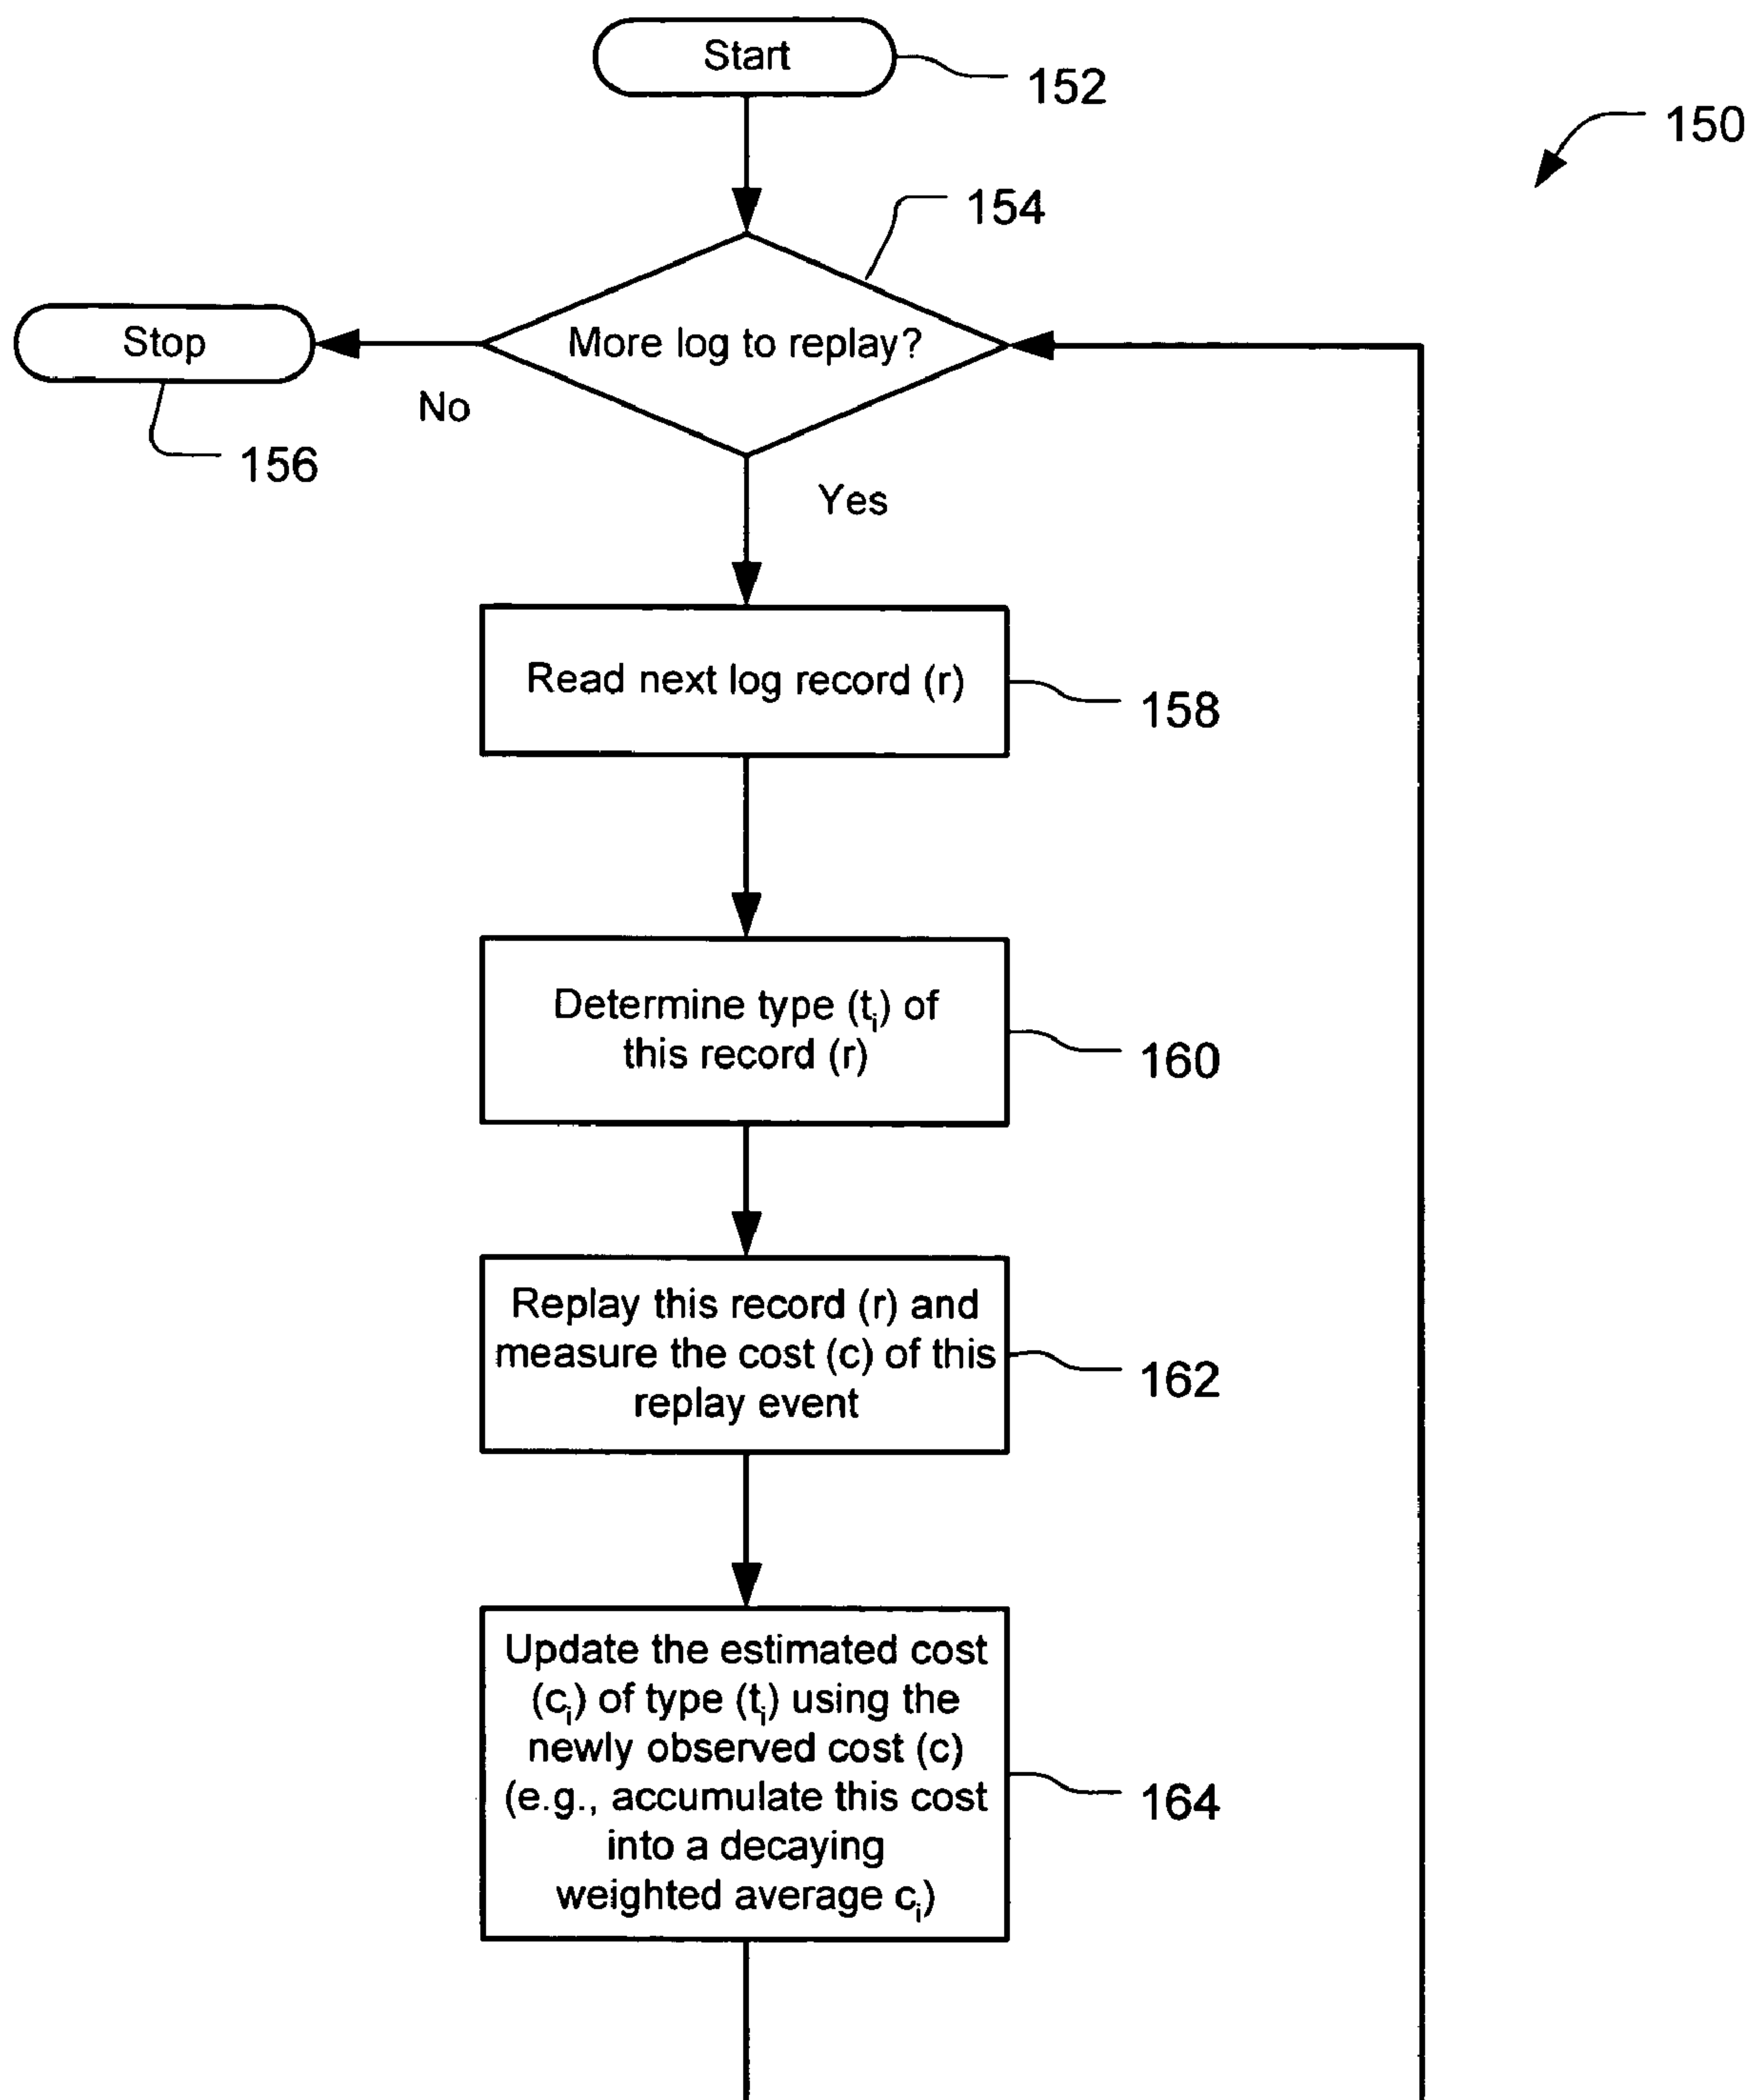 Start
152
150
154
More log to replay?
Stop
No
156
Yes
Read next log record (r)
158
Determine type (tᵢ) of
this record (r)
160
Replay this record (r) and
measure the cost (c) of this
replay event
162
Update the estimated cost
(cᵢ) of type (tᵢ) using the
newly observed cost (c)
(e.g., accumulate this cost
into a decaying
weighted average cᵢ)
164